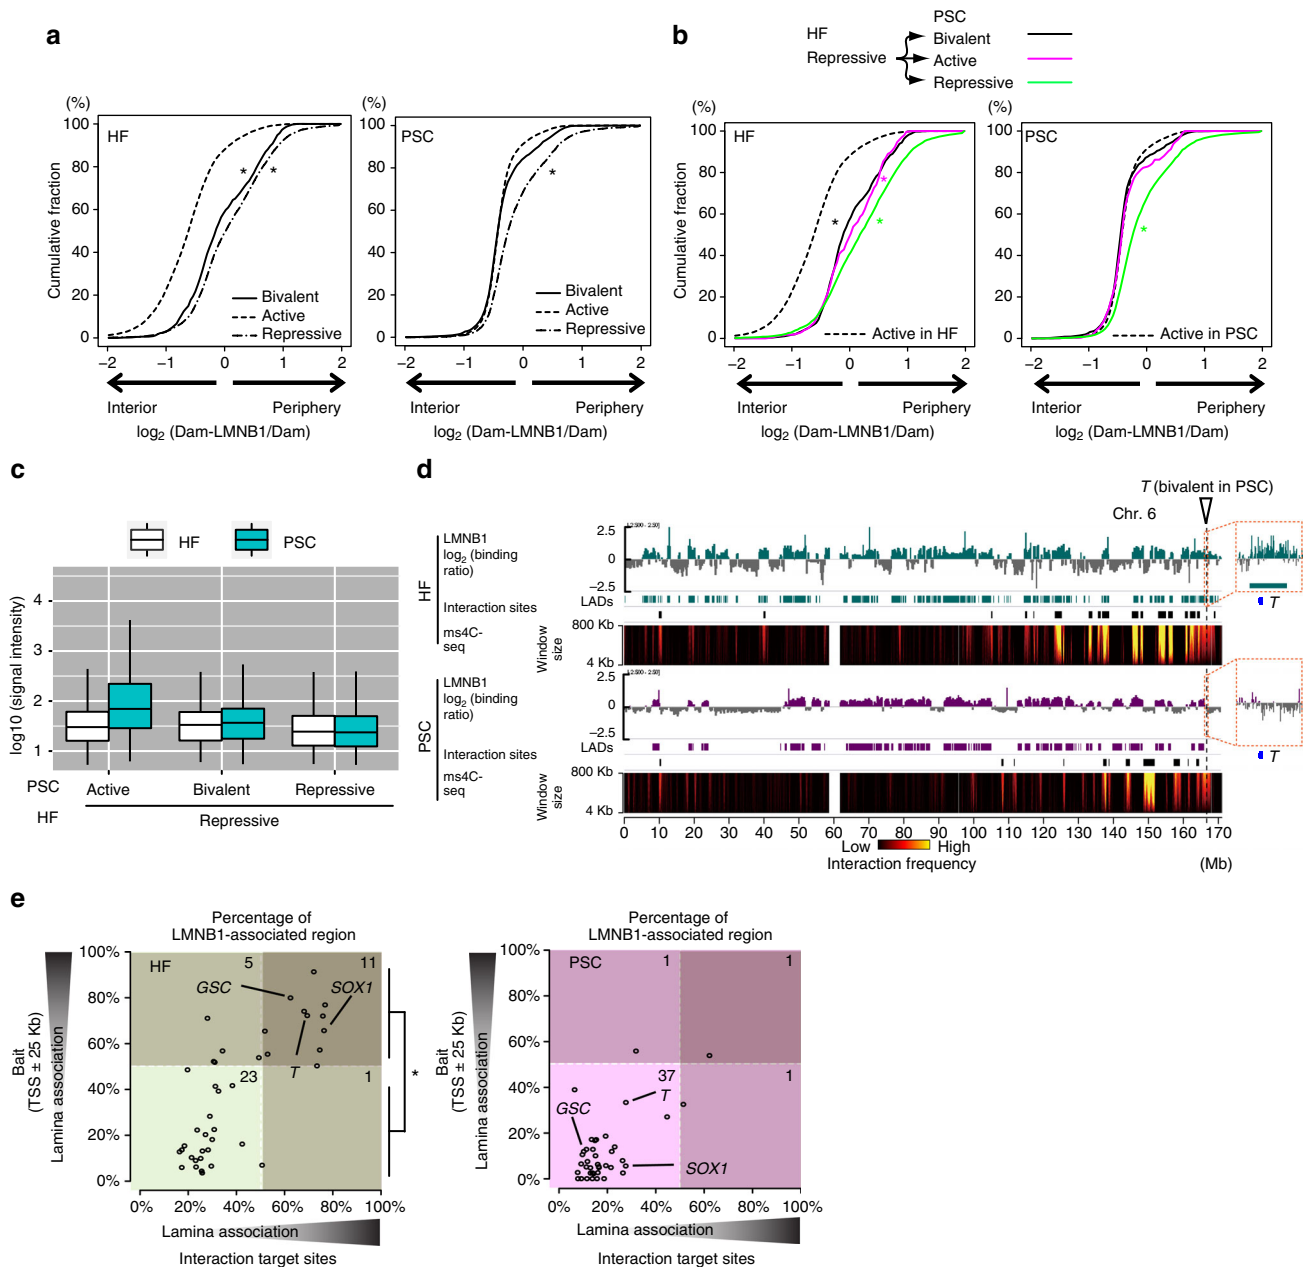 a
(%)
HF
100
80
60
40
20
0
Cumulative fraction
*
*
Bivalent
Active
Repressive
−2 −1 0 1 2
Interior Periphery
log2 (Dam-LMNB1/Dam)
(%)
PSC
100
80
60
40
20
0
*
Bivalent
Active
Repressive
−2 −1 0 1 2
Interior Periphery
log2 (Dam-LMNB1/Dam)
b
HF
Repressive
PSC
Bivalent
Active
Repressive
(%)
HF
100
80
60
40
20
0
Cumulative fraction
*
*
*
Active in HF
−2 −1 0 1 2
Interior Periphery
log2 (Dam-LMNB1/Dam)
(%)
PSC
100
80
60
40
20
0
*
Active in PSC
−2 −1 0 1 2
Interior Periphery
log2 (Dam-LMNB1/Dam)
c
HF PSC
log10 (signal intensity)
4
3
2
1
PSC Active Bivalent Repressive
HF Repressive
d
T (bivalent in PSC)
Chr. 6
HF
LMNB1
log2 (binding
ratio)
2.5
0
−2.5
[-2.500 - 2.50]
LADs
T
Interaction sites
ms4C-
seq
Window
size
800 Kb
4 Kb
PSC
LMNB1
log2 (binding
ratio)
2.5
0
−2.5
[-2.500 - 2.50]
LADs
T
Interaction sites
ms4C-
seq
Window
size
800 Kb
4 Kb
0 10 20 30 40 50 60 70 80 90 100 110 120 130 140 150 160 170
Low High
Interaction frequency
(Mb)
e
Percentage of
LMNB1-associated region
HF
5
11
23
1
GSC
SOX1
T
*
100%
80%
60%
40%
20%
0%
Bait
(TSS ± 25 Kb)
Lamina association
0% 20% 40% 60% 80% 100%
Lamina association
Interaction target sites
Percentage of
LMNB1-associated region
PSC
1
1
37
1
T
GSC
SOX1
100%
80%
60%
40%
20%
0%
Bait
(TSS ± 25 Kb)
Lamina association
0% 20% 40% 60% 80% 100%
Lamina association
Interaction target sites